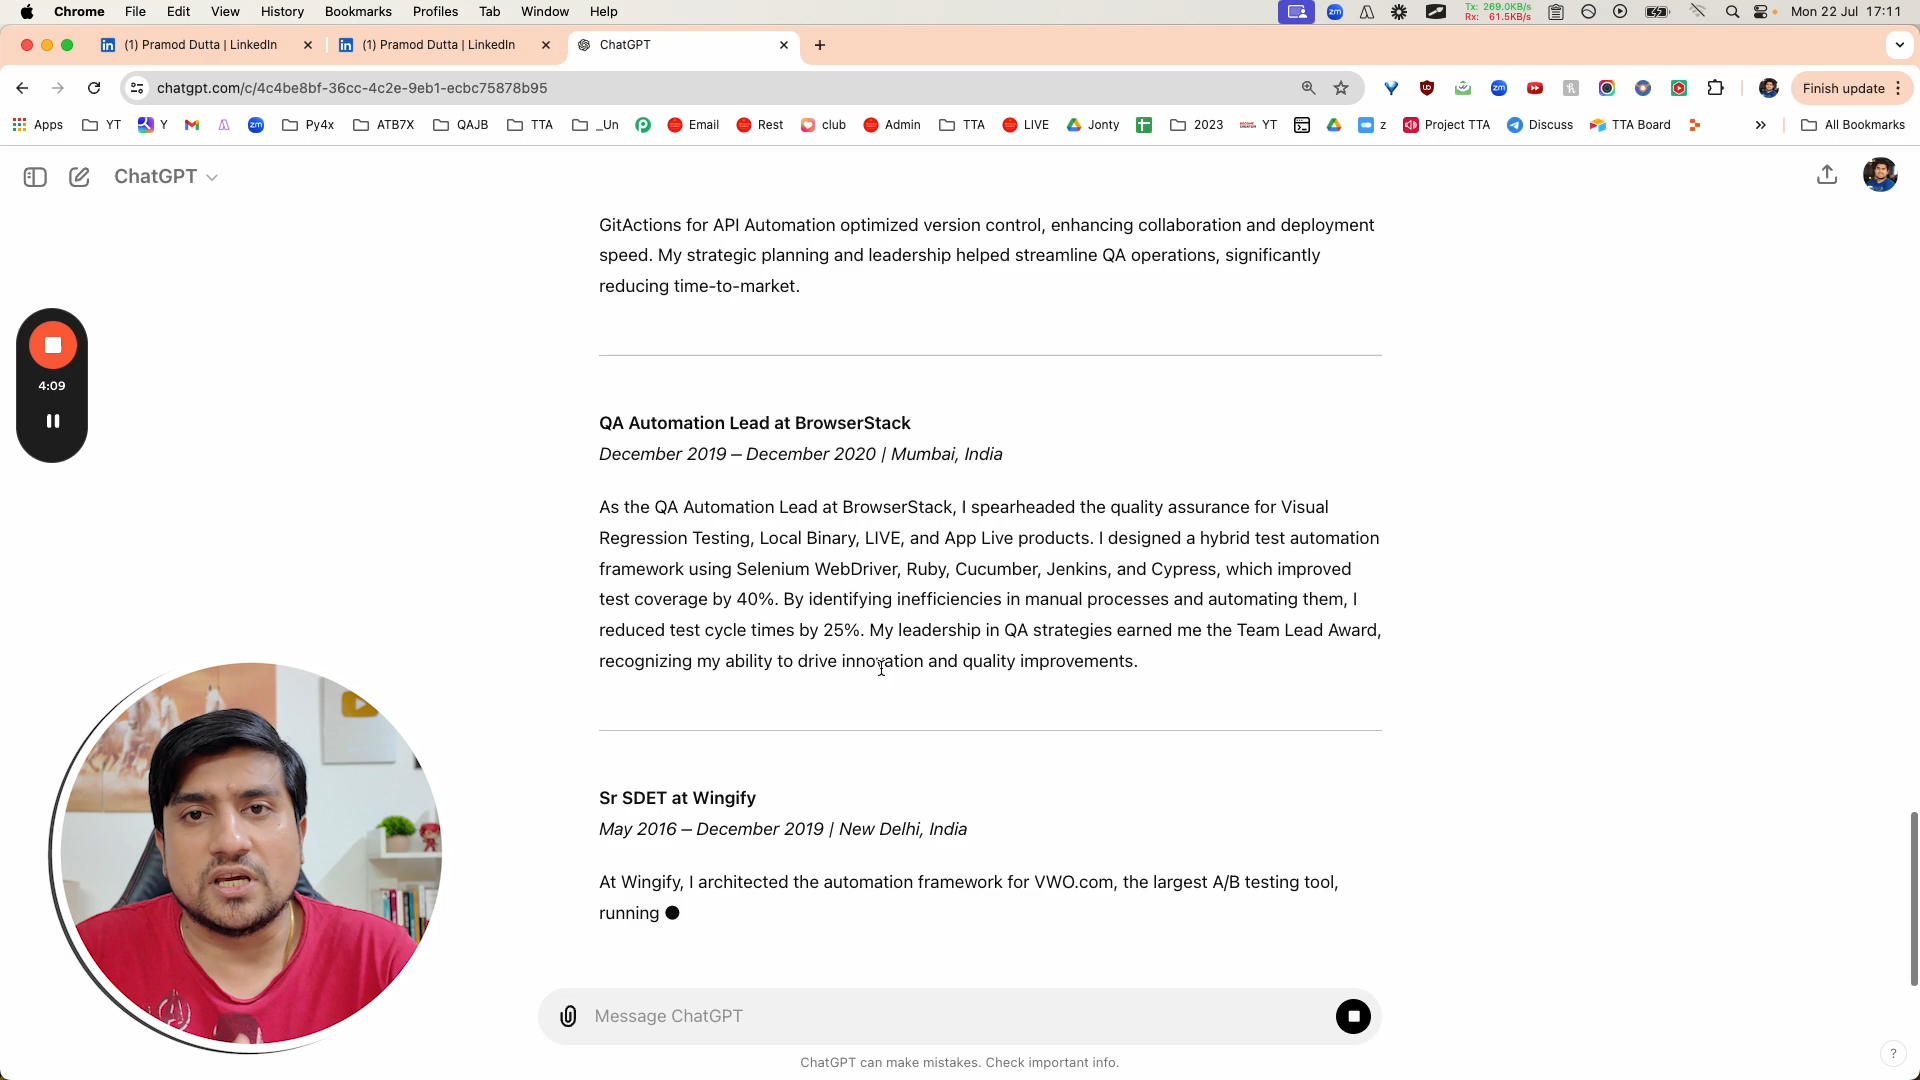 Chrome File Edit View History Bookmarks Profiles Tab Window Help zm Tx: 269.0KB/s Rx: 61.5KB/s Mon 22 Jul 17:11
(1) Pramod Dutta | LinkedIn (1) Pramod Dutta | LinkedIn ChatGPT
chatgpt.com/c/4c4be8bf-36cc-4c2e-9eb1-ecbc75878b95 zm Finish update
Apps YT Y zm Py4x ATB7X QAJB TTA _Un Email Rest club Admin TTA LIVE Jonty 2023 YT z Project TTA Discuss TTA Board » All Bookmarks
ChatGPT
GitActions for API Automation optimized version control, enhancing collaboration and deployment
speed. My strategic planning and leadership helped streamline QA operations, significantly
reducing time-to-market.
4:09
QA Automation Lead at BrowserStack
December 2019 – December 2020 | Mumbai, India
As the QA Automation Lead at BrowserStack, I spearheaded the quality assurance for Visual
Regression Testing, Local Binary, LIVE, and App Live products. I designed a hybrid test automation
framework using Selenium WebDriver, Ruby, Cucumber, Jenkins, and Cypress, which improved
test coverage by 40%. By identifying inefficiencies in manual processes and automating them, I
reduced test cycle times by 25%. My leadership in QA strategies earned me the Team Lead Award,
recognizing my ability to drive innovation and quality improvements.
Sr SDET at Wingify
May 2016 – December 2019 | New Delhi, India
At Wingify, I architected the automation framework for VWO.com, the largest A/B testing tool,
running
Message ChatGPT
ChatGPT can make mistakes. Check important info.
?